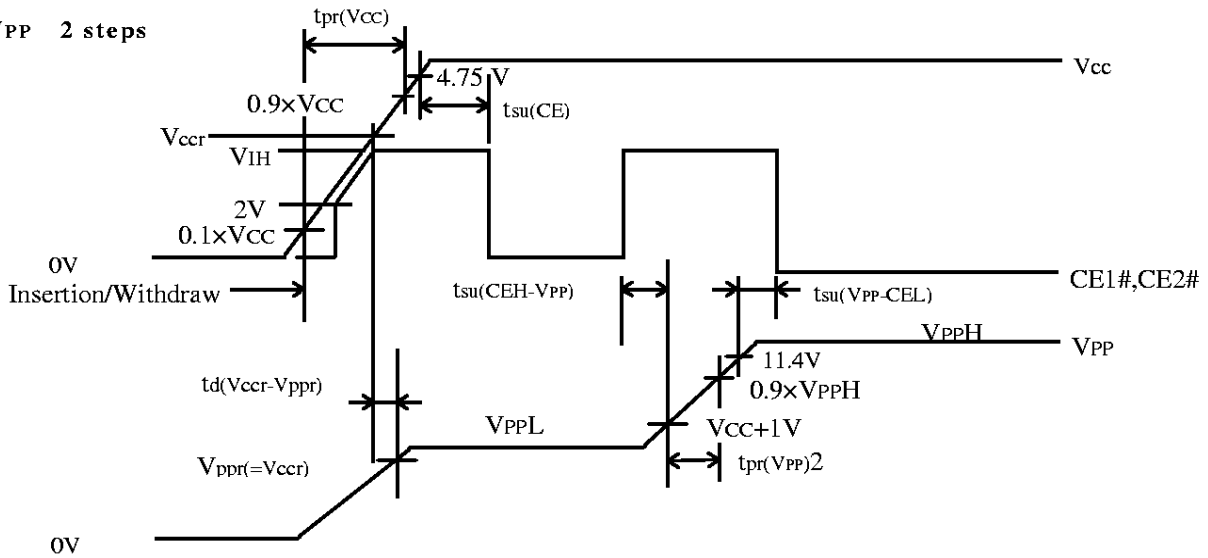 tpr(VCC)
VPP 2 steps
Vcc
4.75 V
0.9×VCC
tsu(CE)
Vccr
VIH
2V
0.1×VCC
0V
Insertion/Withdraw
tsu(CEH-VPP)
tsu(VPP-CEL)
CE1#,CE2#
VPPH
VPP
11.4V
td(Vccr-Vppr)
0.9×VPPH
VPPL
VCC+1V
Vppr(=Vccr)
tpr(VPP)2
0V